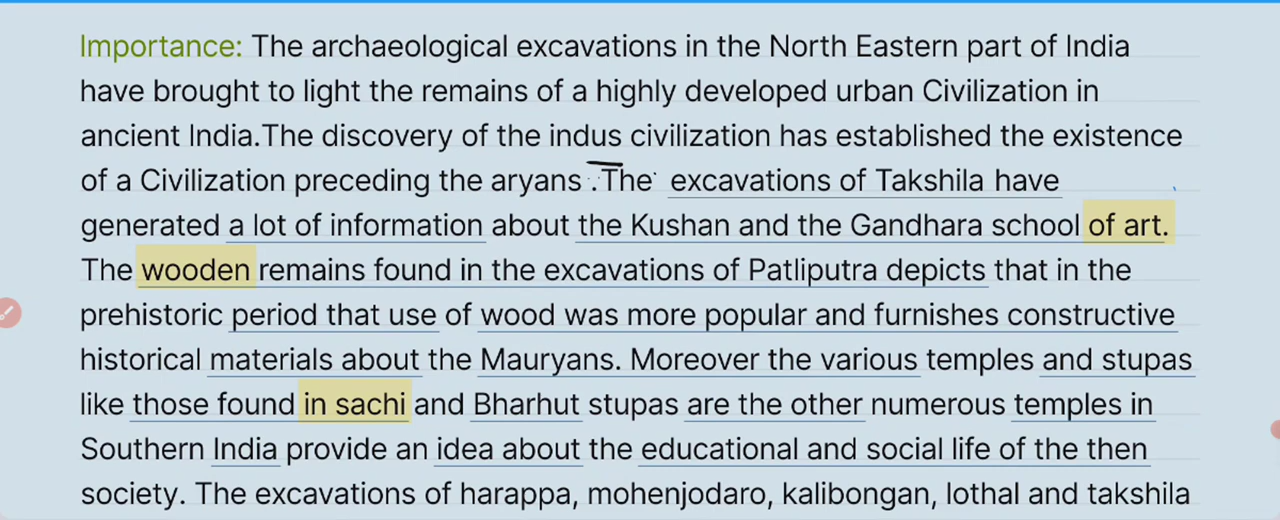 Importance: The archaeological excavations in the North Eastern part of India
have brought to light the remains of a highly developed urban Civilization in
ancient India.The discovery of the indus civilization has established the existence
of a Civilization preceding the aryans .The excavations of Takshila have
generated a lot of information about the Kushan and the Gandhara school of art.
The wooden remains found in the excavations of Patliputra depicts that in the
prehistoric period that use of wood was more popular and furnishes constructive
historical materials about the Mauryans. Moreover the various temples and stupas
like those found in sachi and Bharhut stupas are the other numerous temples in
Southern India provide an idea about the educational and social life of the then
society. The excavations of harappa, mohenjodaro, kalibongan, lothal and takshila